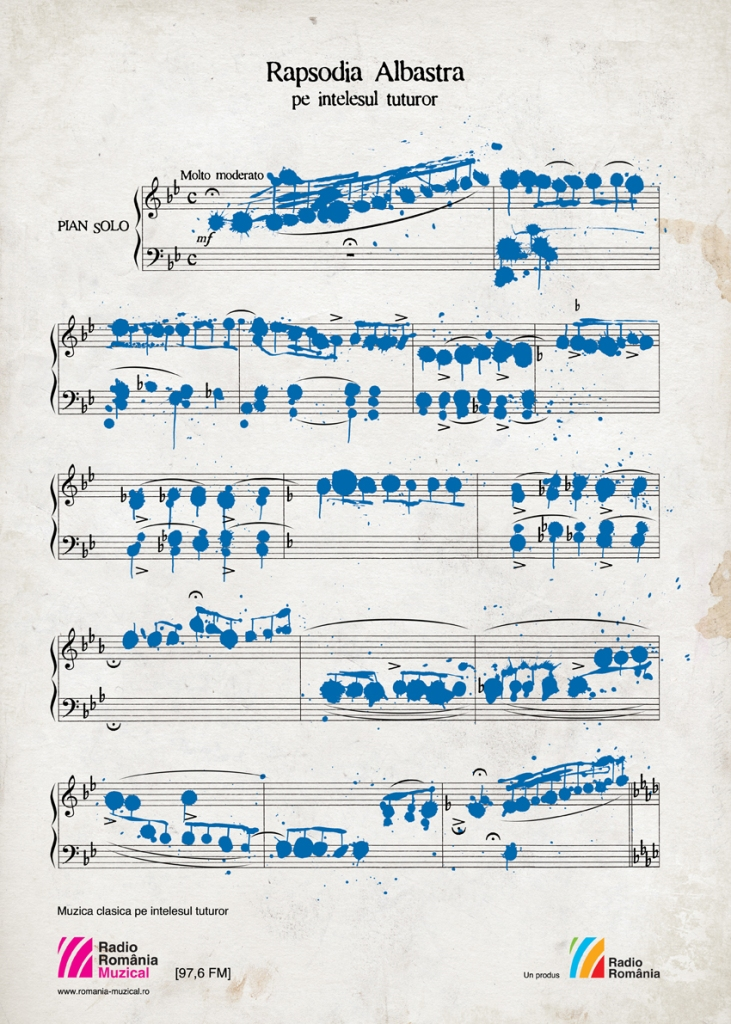 Rapsodia Albastra
pe intelesul tuturor
Molto moderato
PIAN SOLO
mf
Muzica clasica pe intelesul tuturor
Radio
România
Muzical
[97,6 FM]
www.romania-muzical.ro
Un produs
Radio
România